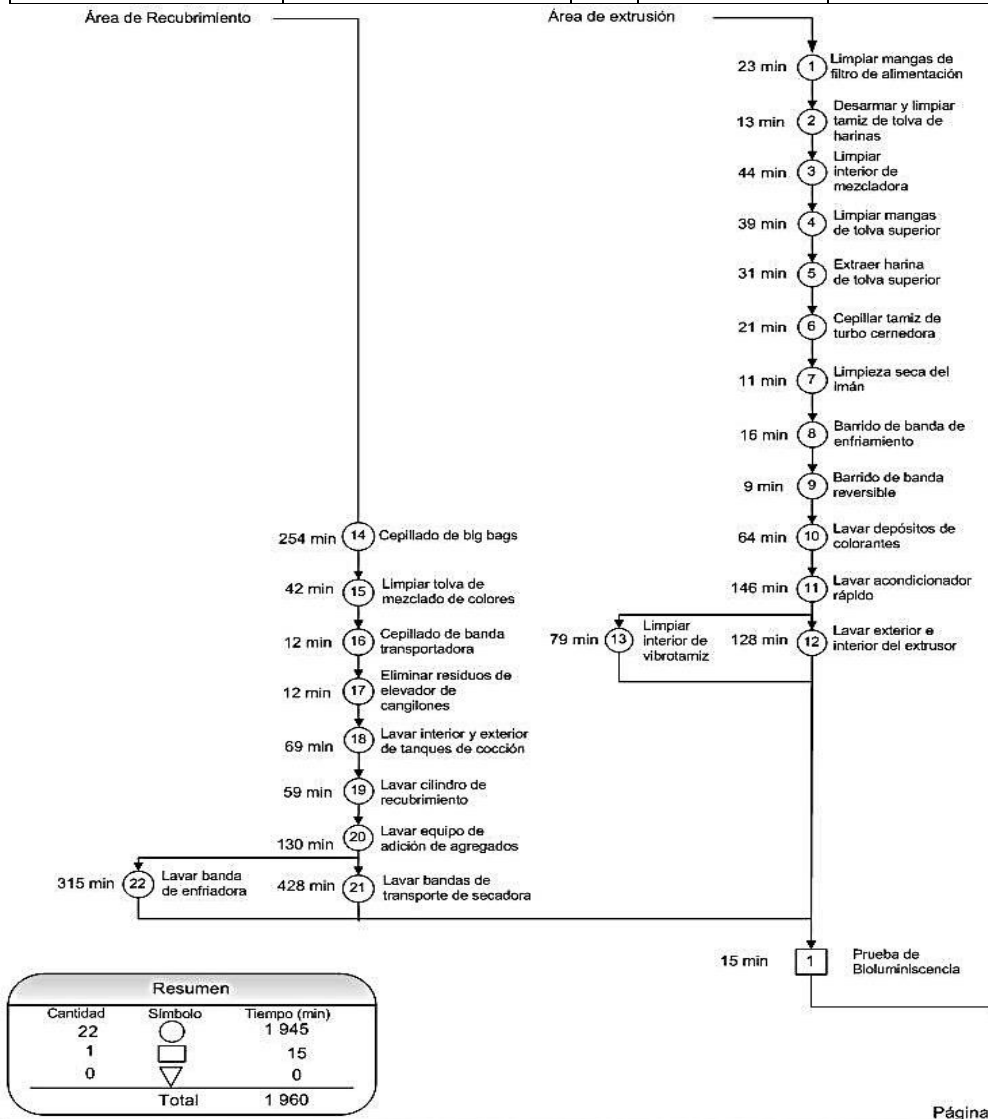 Área de Recubrimiento
Área de extrusión
23 min 1 Limpiar mangas de
filtro de alimentación
13 min 2 Desarmar y limpiar
tamiz de tolva de
harinas
44 min 3 Limpiar
interior de
mezcladora
39 min 4 Limpiar mangas
de tolva superior
31 min 5 Extraer harina
de tolva superior
21 min 6 Cepillar tamiz de
turbo cernedora
11 min 7 Limpieza seca del
imán
16 min 8 Barrido de banda de
enfriamiento
9 min 9 Barrido de banda
reversible
64 min 10 Lavar depósitos de
colorantes
146 min 11 Lavar acondicionador
rápido
79 min 13 Limpiar
interior de
vibrotamiz
128 min 12 Lavar exterior e
interior del extrusor
254 min 14 Cepillado de big bags
42 min 15 Limpiar tolva de
mezclado de colores
12 min 16 Cepillado de banda
transportadora
12 min 17 Eliminar residuos de
elevador de
cangilones
69 min 18 Lavar interior y exterior
de tanques de cocción
59 min 19 Lavar cilindro de
recubrimiento
130 min 20 Lavar equipo de
adición de agregados
315 min 22 Lavar banda
de enfriadora
428 min 21 Lavar bandas de
transporte de secadora
15 min 1 Prueba de
Bioluminiscencia
Resumen
Cantidad Símbolo Tiempo (min)
22 1 945
1 15
0 0
Total 1 960
Página